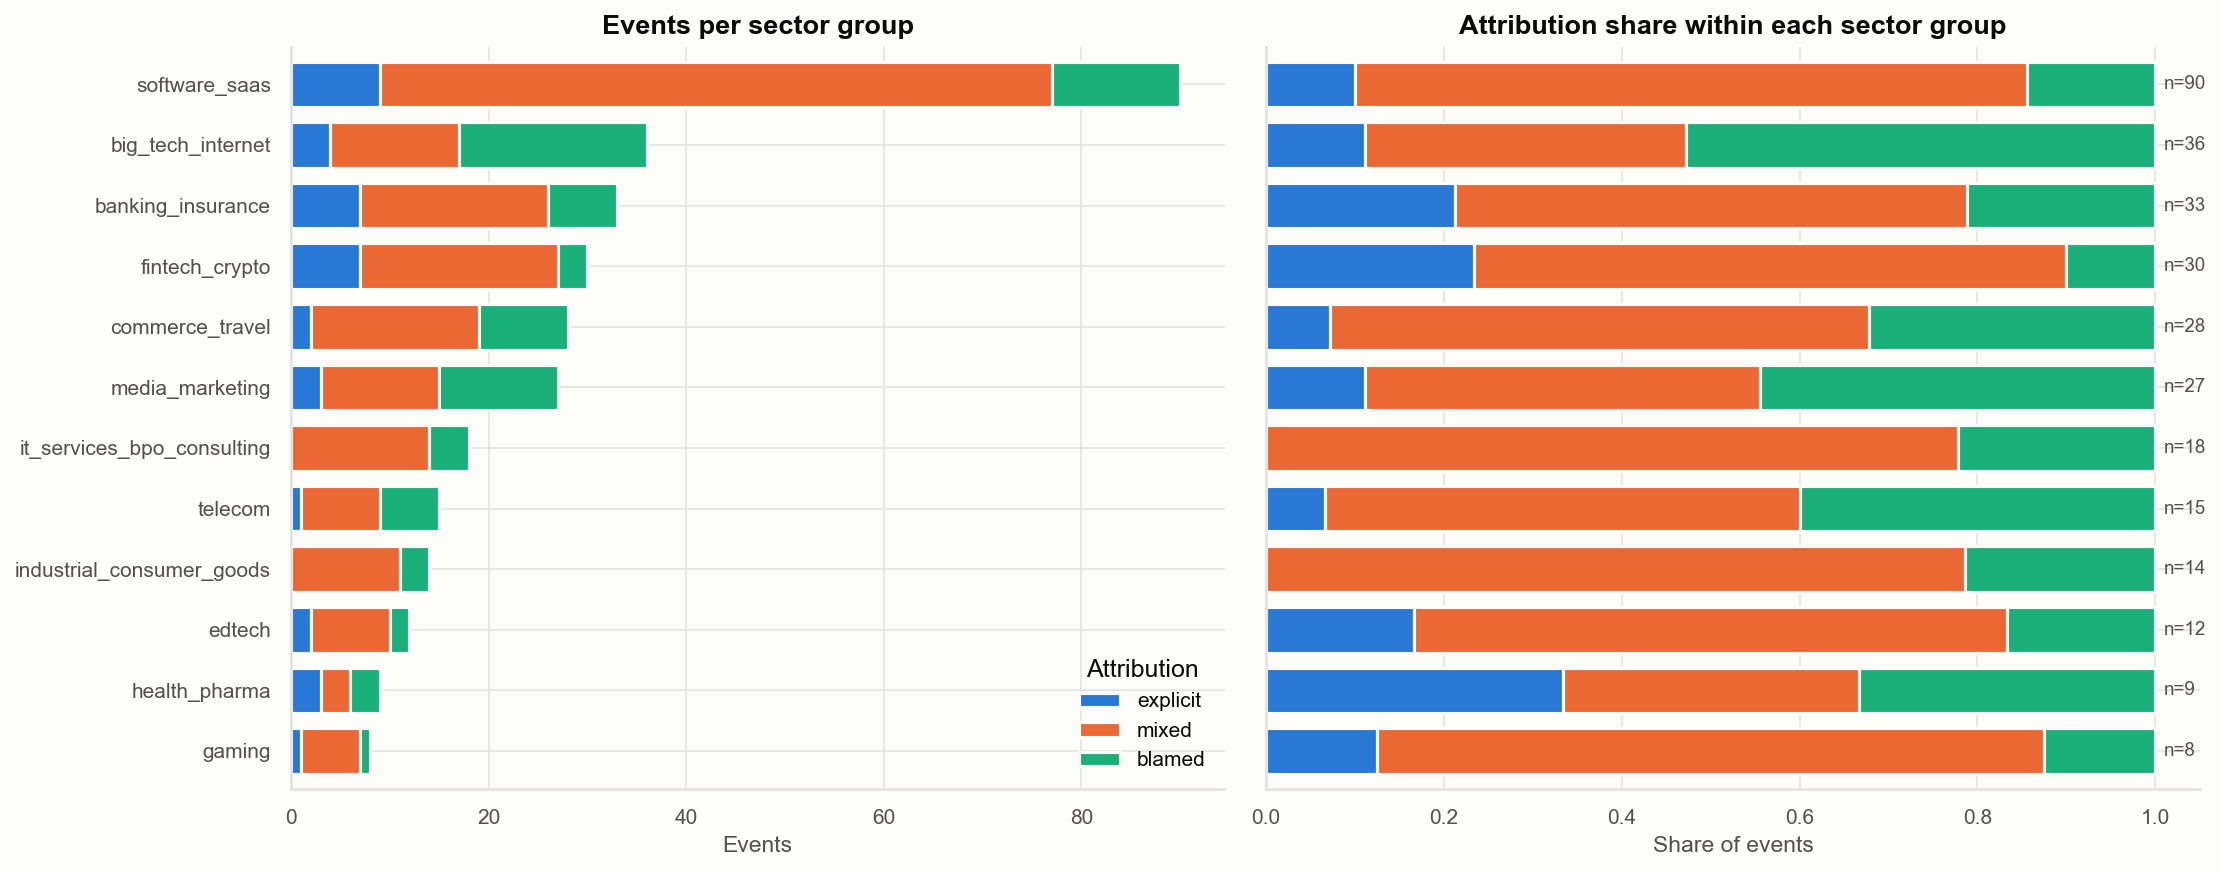 Events per sector group
software_saas
big_tech_internet
banking_insurance
fintech_crypto
commerce_travel
media_marketing
it_services_bpo_consulting
telecom
industrial_consumer_goods
edtech
health_pharma
gaming
Attribution
explicit
mixed
blamed
0 20 40 60 80
Events
Attribution share within each sector group
n=90
n=36
n=33
n=30
n=28
n=27
n=18
n=15
n=14
n=12
n=9
n=8
0.0 0.2 0.4 0.6 0.8 1.0
Share of events